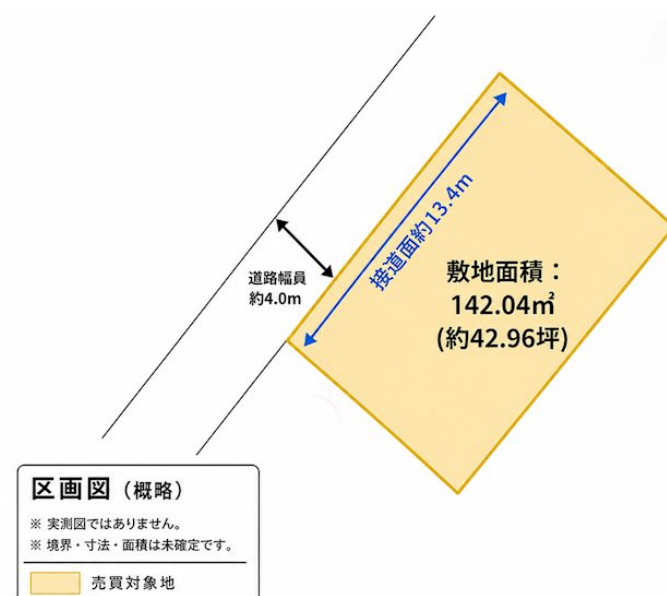 接道面約13.4m
道路幅員
約4.0m
敷地面積：
142.04㎡
(約42.96坪)
区画図（概略）
※ 実測図ではありません。
※ 境界・寸法・面積は未確定です。
売買対象地